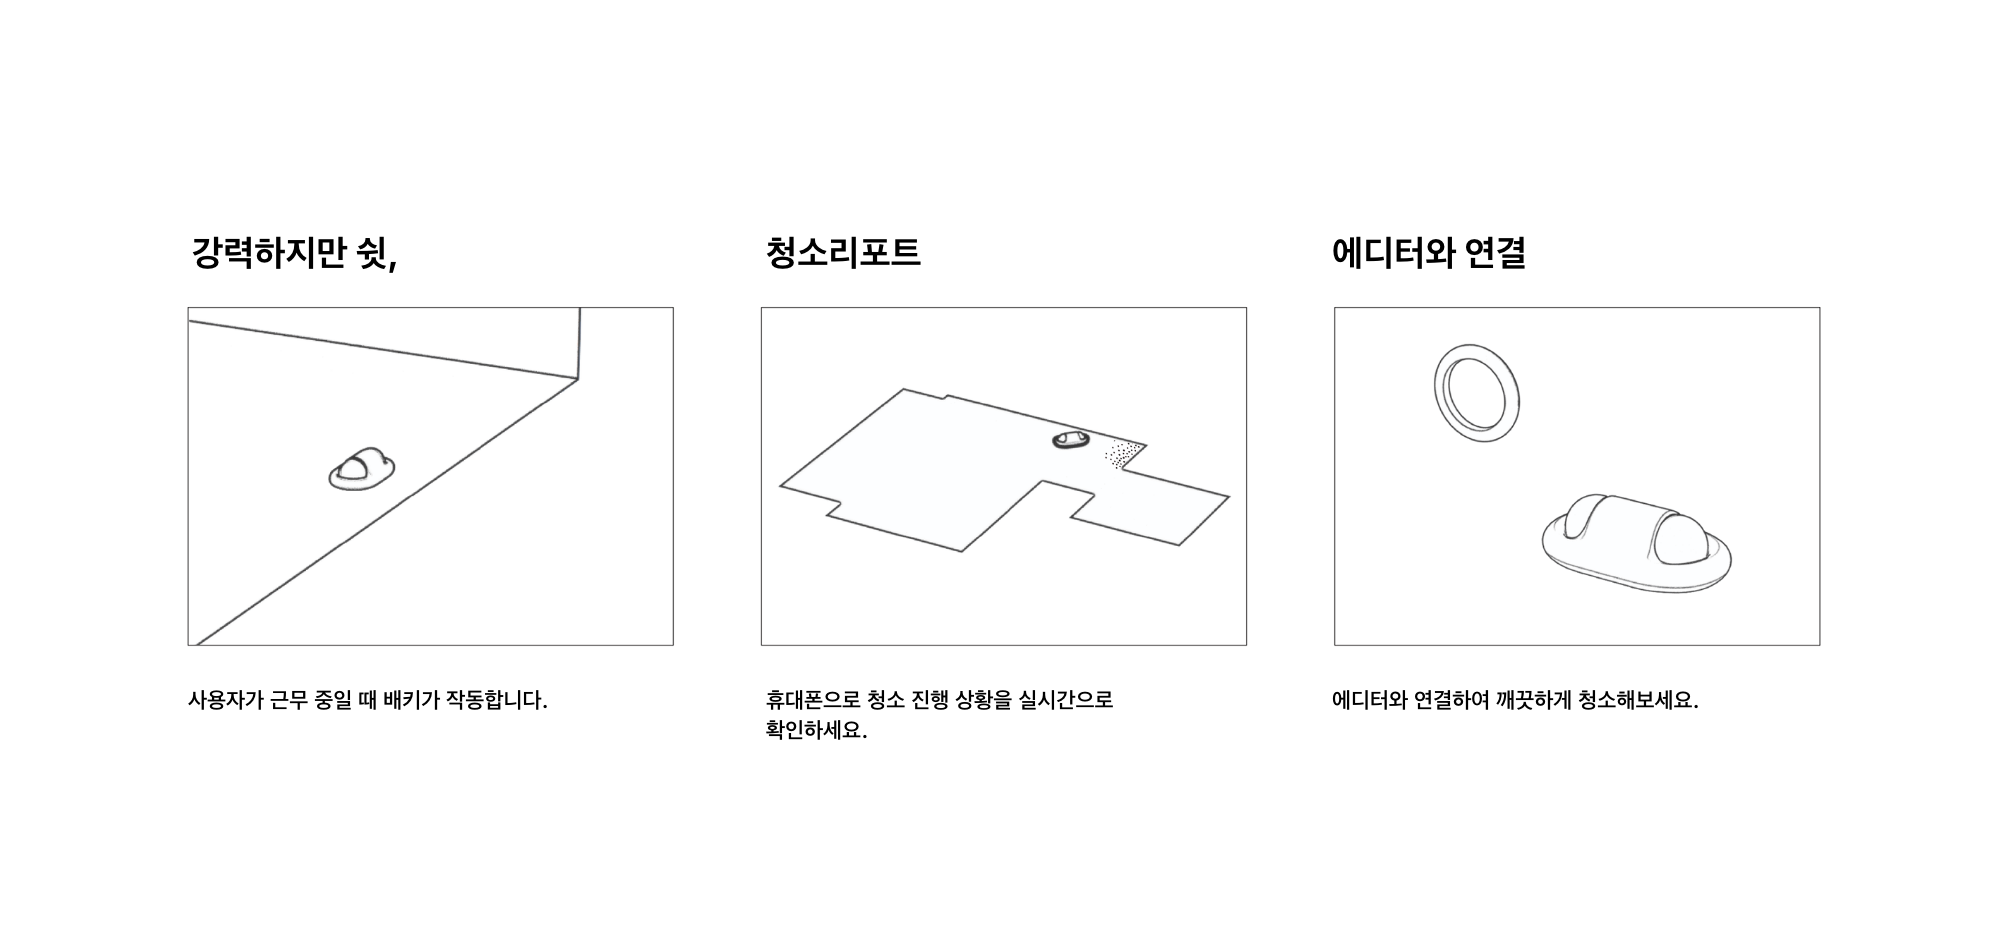 강력하지만 쉿,
사용자가 근무 중일 때 배키가 작동합니다.
청소리포트
휴대폰으로 청소 진행 상황을 실시간으로
확인하세요.
에디터와 연결
에디터와 연결하여 깨끗하게 청소해보세요.